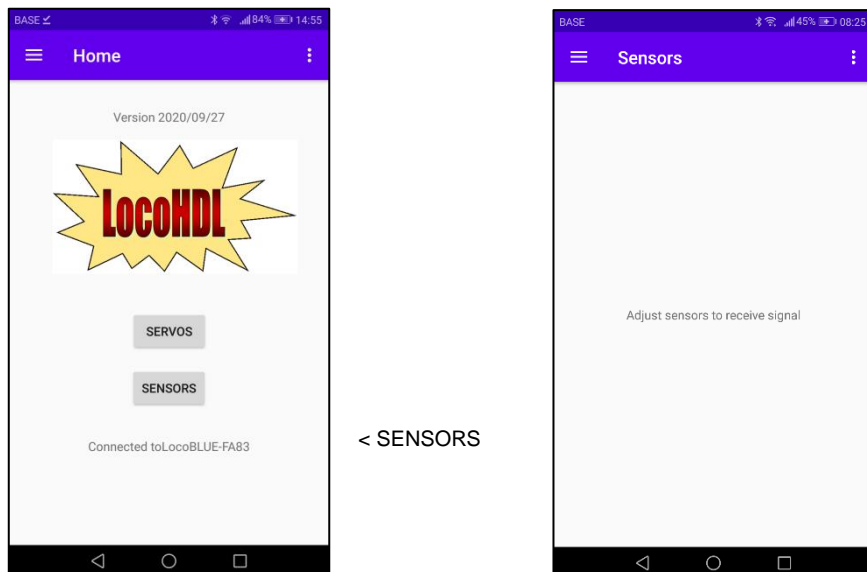 BASE 84% 14:55
Home
Version 2020/09/27
LOCOHDL
SERVOS
SENSORS
Connected toLocoBLUE-FA83
< SENSORS
BASE 45% 08:25
Sensors
Adjust sensors to receive signal